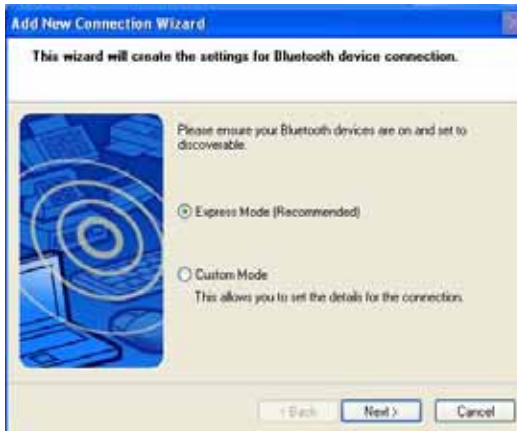 Add New Connection Wizard
This wizard will create the settings for Bluetooth device connection.
Please ensure your Bluetooth devices are on and set to
discoverable.
Express Mode (Recommended)
Custom Mode
This allows you to set the details for the connection.
< Back
Next >
Cancel